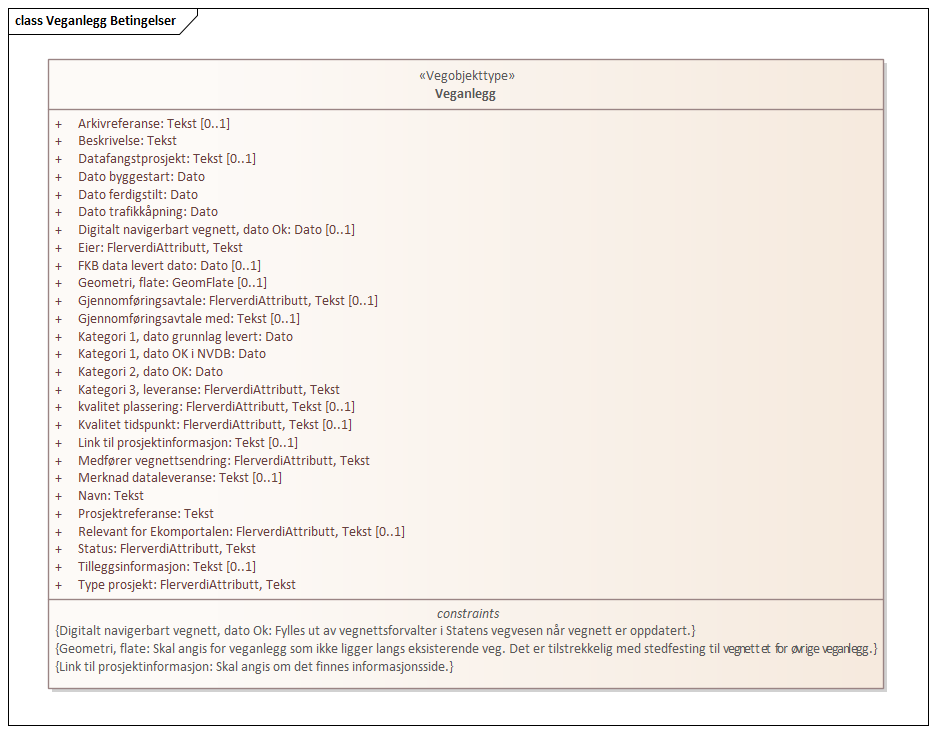 class Veganlegg Betingelser
«Vegobjekttype»
Veganlegg
+ Arkivreferanse: Tekst [0..1]
+ Beskrivelse: Tekst
+ Datafangstprosjekt: Tekst [0..1]
+ Dato byggestart: Dato
+ Dato ferdigstilt: Dato
+ Dato trafikkåpning: Dato
+ Digitalt navigerbart vegnett, dato Ok: Dato [0..1]
+ Eier: FlerverdiAttributt, Tekst
+ FKB data levert dato: Dato [0..1]
+ Geometri, flate: GeomFlate [0..1]
+ Gjennomføringsavtale: FlerverdiAttributt, Tekst [0..1]
+ Gjennomføringsavtale med: Tekst [0..1]
+ Kategori 1, dato grunnlag levert: Dato
+ Kategori 1, dato OK i NVDB: Dato
+ Kategori 2, dato OK: Dato
+ Kategori 3, leveranse: FlerverdiAttributt, Tekst
+ kvalitet plassering: FlerverdiAttributt, Tekst [0..1]
+ Kvalitet tidspunkt: FlerverdiAttributt, Tekst [0..1]
+ Link til prosjektinformasjon: Tekst [0..1]
+ Medfører vegnettsendring: FlerverdiAttributt, Tekst
+ Merknad dataleveranse: Tekst [0..1]
+ Navn: Tekst
+ Prosjektreferanse: Tekst
+ Relevant for Ekomportalen: FlerverdiAttributt, Tekst [0..1]
+ Status: FlerverdiAttributt, Tekst
+ Tilleggsinformasjon: Tekst [0..1]
+ Type prosjekt: FlerverdiAttributt, Tekst
constraints
{Digitalt navigerbart vegnett, dato Ok: Fylles ut av vegnettsforvalter i Statens vegvesen når vegnett er oppdatert.}
{Geometri, flate: Skal angis for veganlegg som ikke ligger langs eksisterende veg. Det er tilstrekkelig med stedfesting til vegnettet for øvrige veganlegg.}
{Link til prosjektinformasjon: Skal angis om det finnes informasjonsside.}